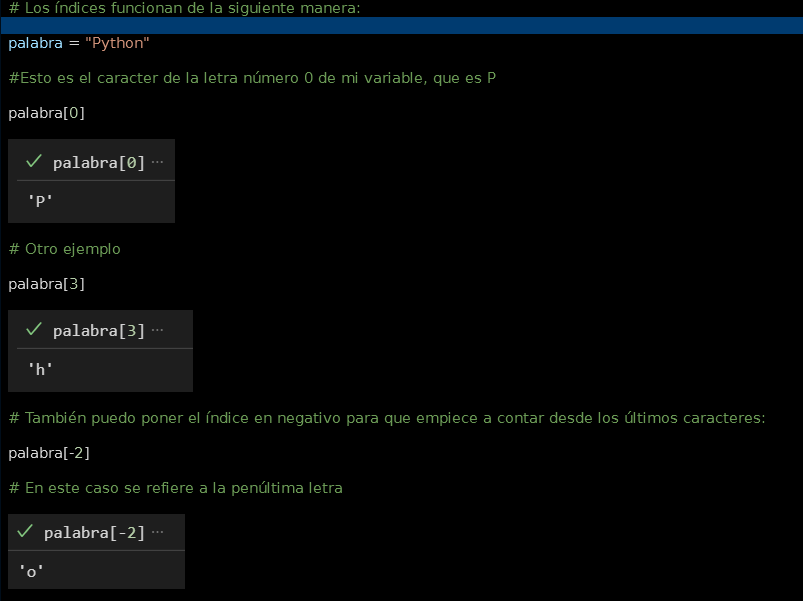 # Los índices funcionan de la siguiente manera:
palabra = "Python"
#Esto es el caracter de la letra número 0 de mi variable, que es P
palabra[0]
✓ palabra[0] ···
'P'
# Otro ejemplo
palabra[3]
✓ palabra[3] ···
'h'
# También puedo poner el índice en negativo para que empiece a contar desde los últimos caracteres:
palabra[-2]
# En este caso se refiere a la penúltima letra
✓ palabra[-2] ···
'o'